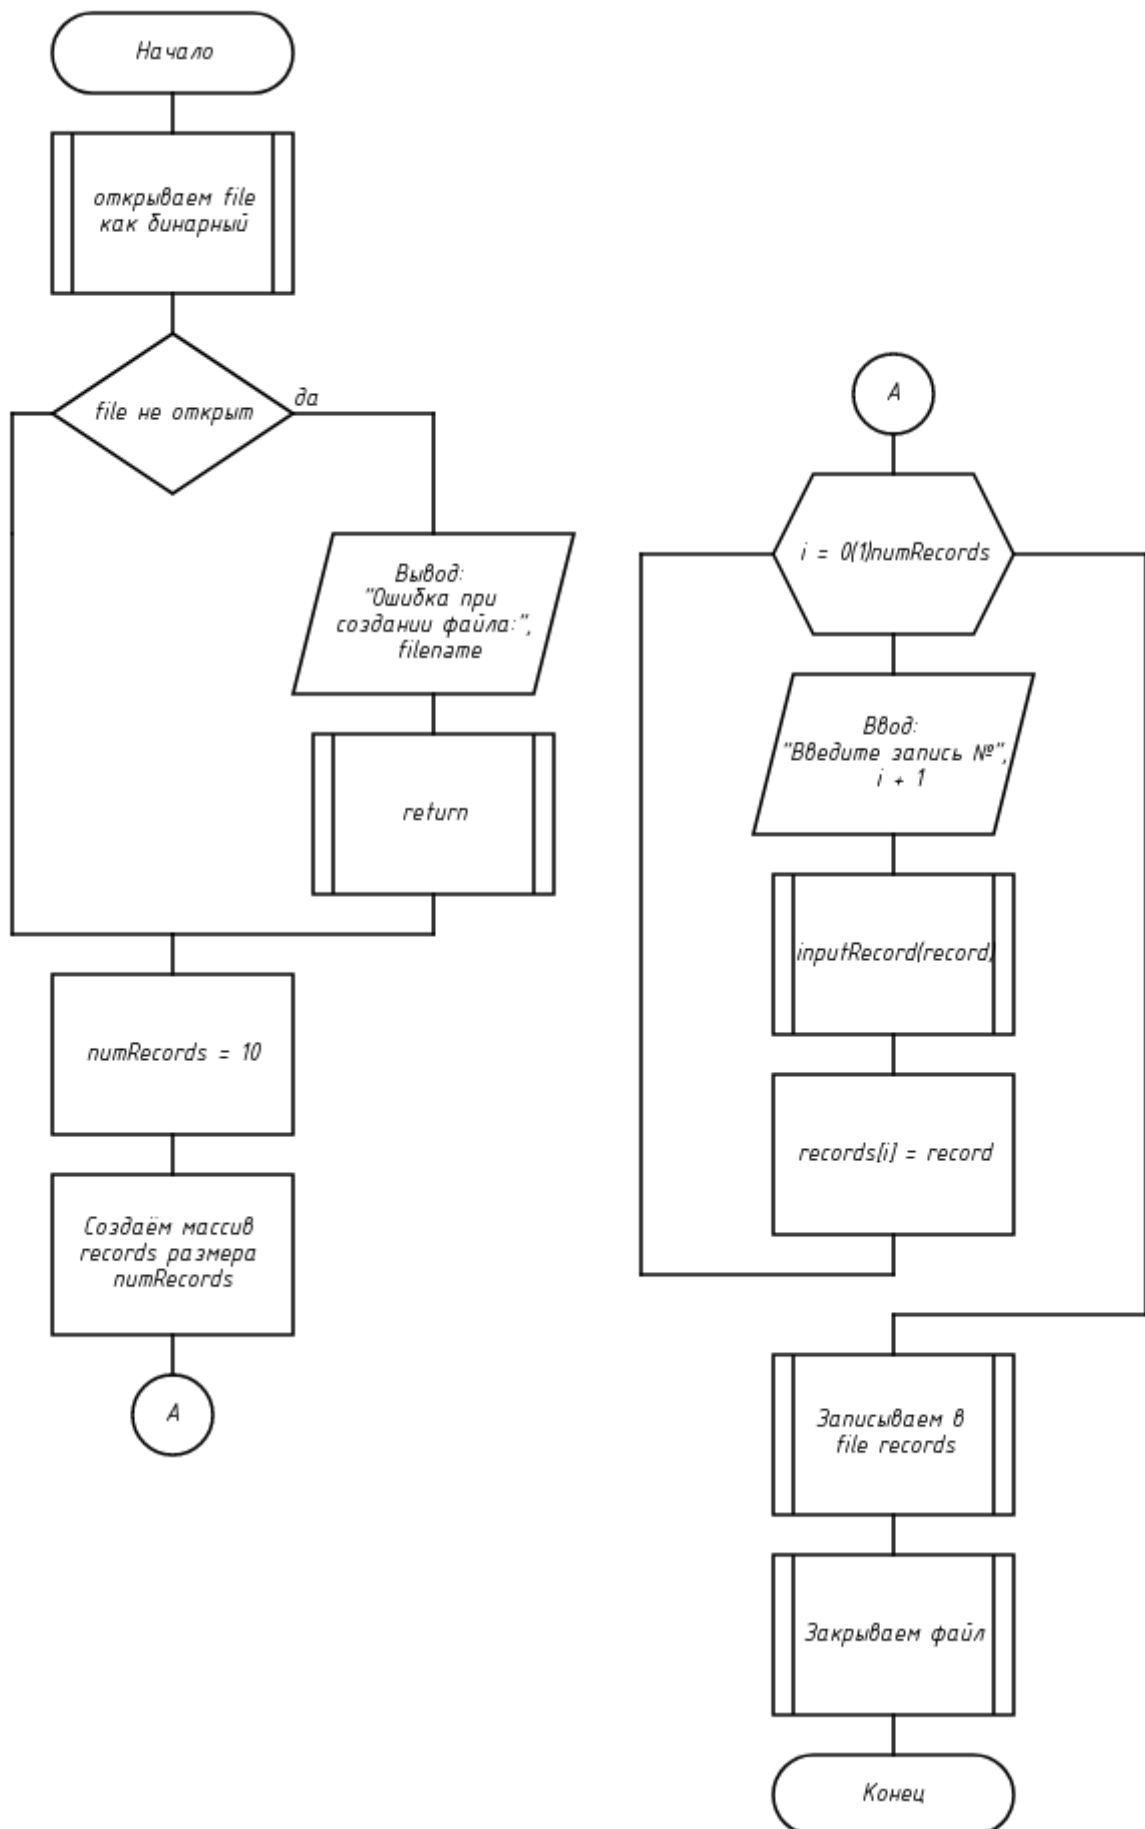 Начало
открываем file
как бинарный
file не открыт
да
Вывод:
"Ошибка при
создании файла:",
filename
return
numRecords = 10
Создаём массив
records размера
numRecords
A
A
i = 0(1)numRecords
Ввод:
"Введите запись №",
i + 1
inputRecord(record)
records[i] = record
Записываем в
file records
Закрываем файл
Конец